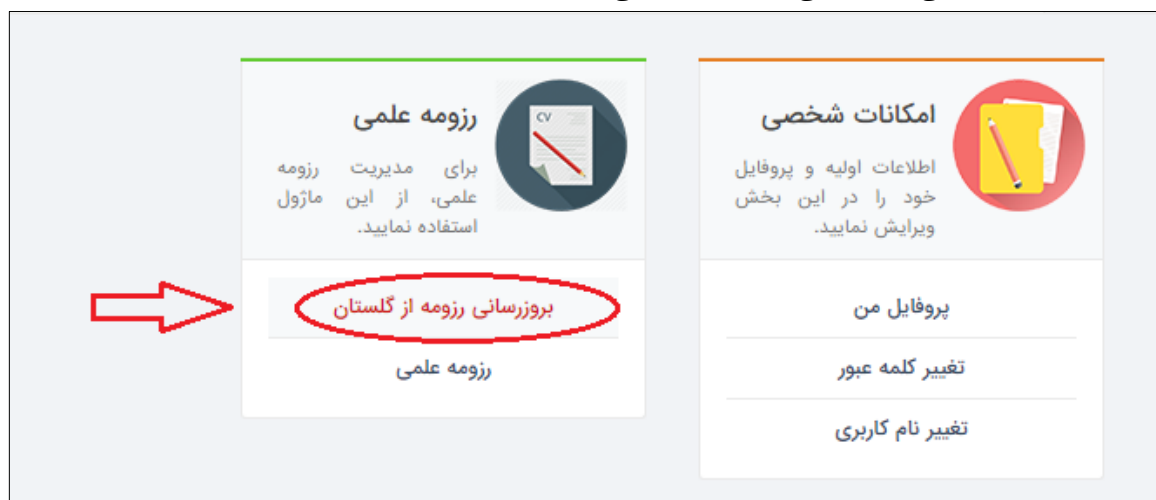 امکانات شخصی
اطلاعات اولیه و پروفایل
خود را در این بخش
ویرایش نمایید.
پروفایل من
تغییر کلمه عبور
تغییر نام کاربری
رزومه علمی
CV
برای مدیریت رزومه
علمی، از این ماژول
استفاده نمایید.
بروزرسانی رزومه از گلستان
رزومه علمی